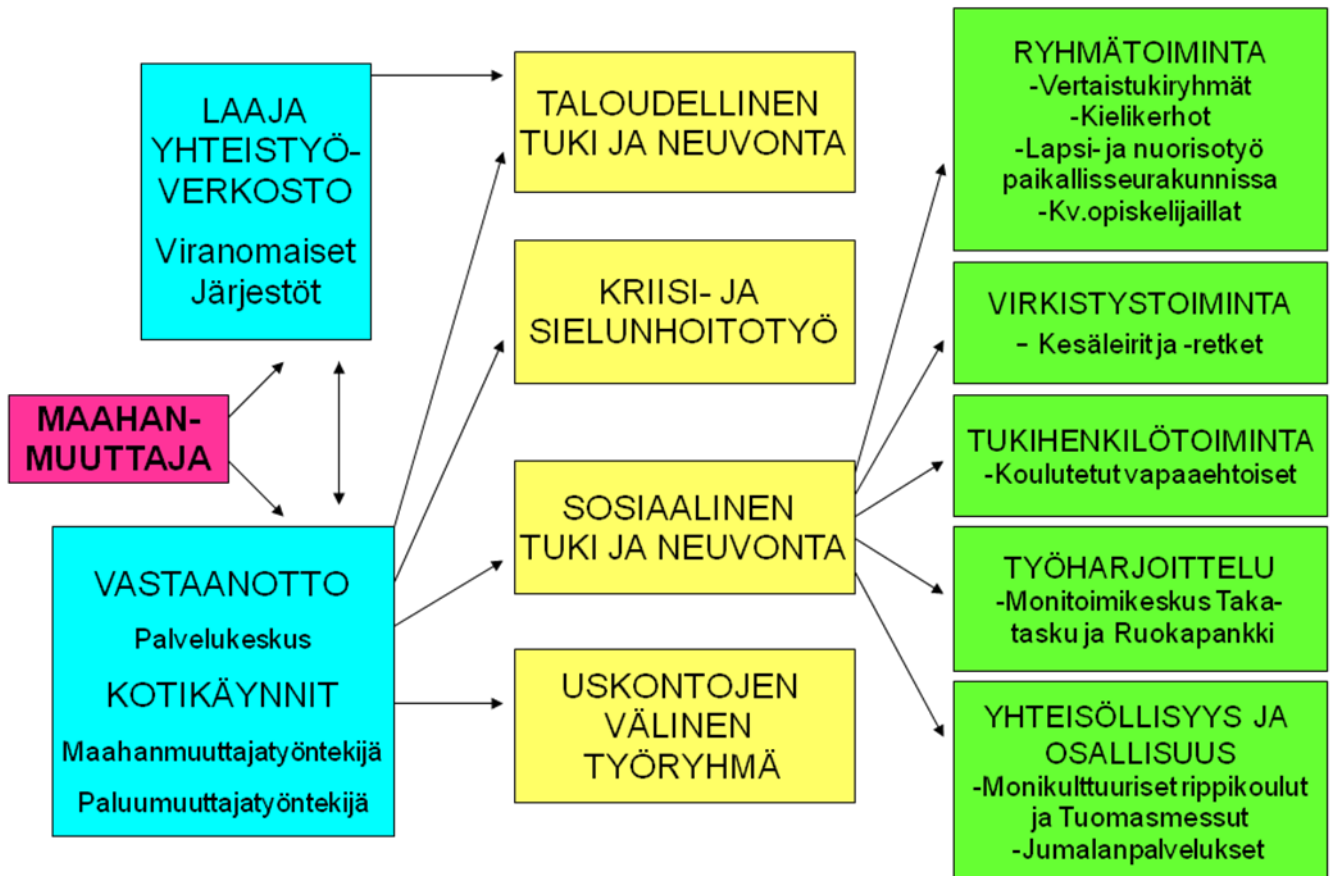 LAAJA
YHTEISTYÖ-
VERKOSTO
Viranomaiset
Järjestöt
MAAHAN-
MUUTTAJA
VASTAANOTTO
Palvelukeskus
KOTIKÄYNNIT
Maahanmuuttajatyöntekijä
Paluumuuttajatyöntekijä
TALOUDELLINEN
TUKI JA NEUVONTA
KRIISI- JA
SIELUNHOITOTYÖ
SOSIAALINEN
TUKI JA NEUVONTA
USKONTOJEN
VÄLINEN
TYÖRYHMÄ
RYHMÄTOIMINTA
-Vertaistukiryhmät
-Kielikerhot
-Lapsi- ja nuorisotyö
paikallisseurakunnissa
-Kv.opiskelijaillat
VIRKISTYSTOIMINTA
- Kesäleirit ja -retket
TUKIHENKILÖTOIMINTA
-Koulutetut vapaaehtoiset
TYÖHARJOITTELU
-Monitoimikeskus Taka-
tasku ja Ruokapankki
YHTEISÖLLISYYS JA
OSALLISUUS
-Monikulttuuriset rippikoulut
ja Tuomasmessut
-Jumalanpalvelukset